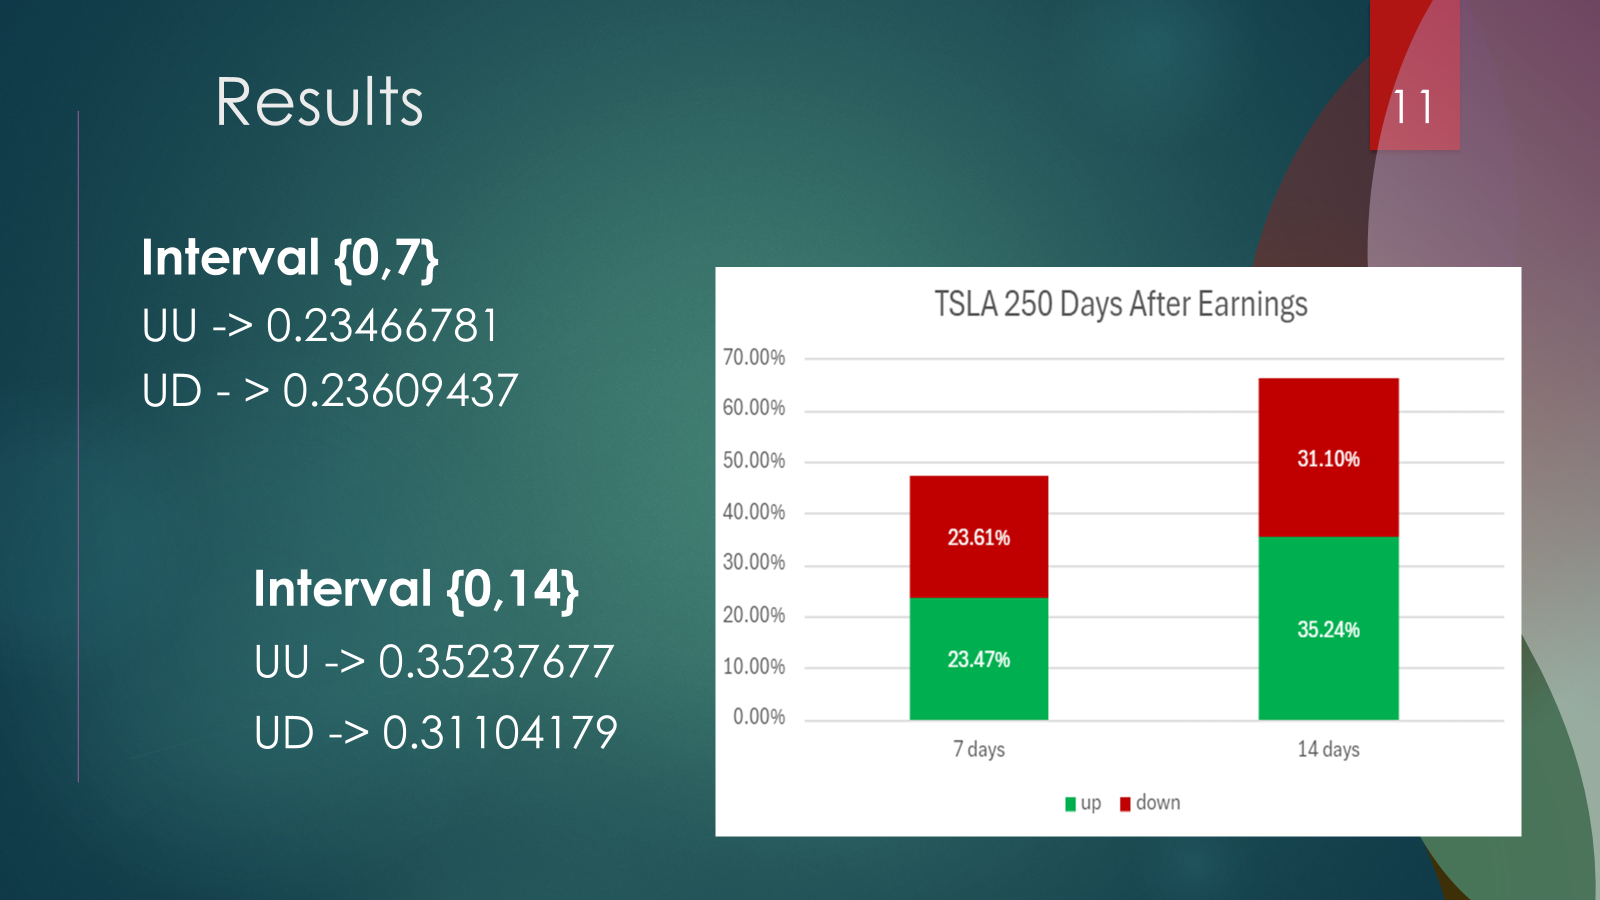 Results
11
Interval {0,7}
UU -> 0.23466781
UD - > 0.23609437
Interval {0,14}
UU -> 0.35237677
UD -> 0.31104179
TSLA 250 Days After Earnings
70.00%
60.00%
50.00%
40.00%
30.00%
20.00%
10.00%
0.00%
23.61%
23.47%
31.10%
35.24%
7 days
14 days
up
down